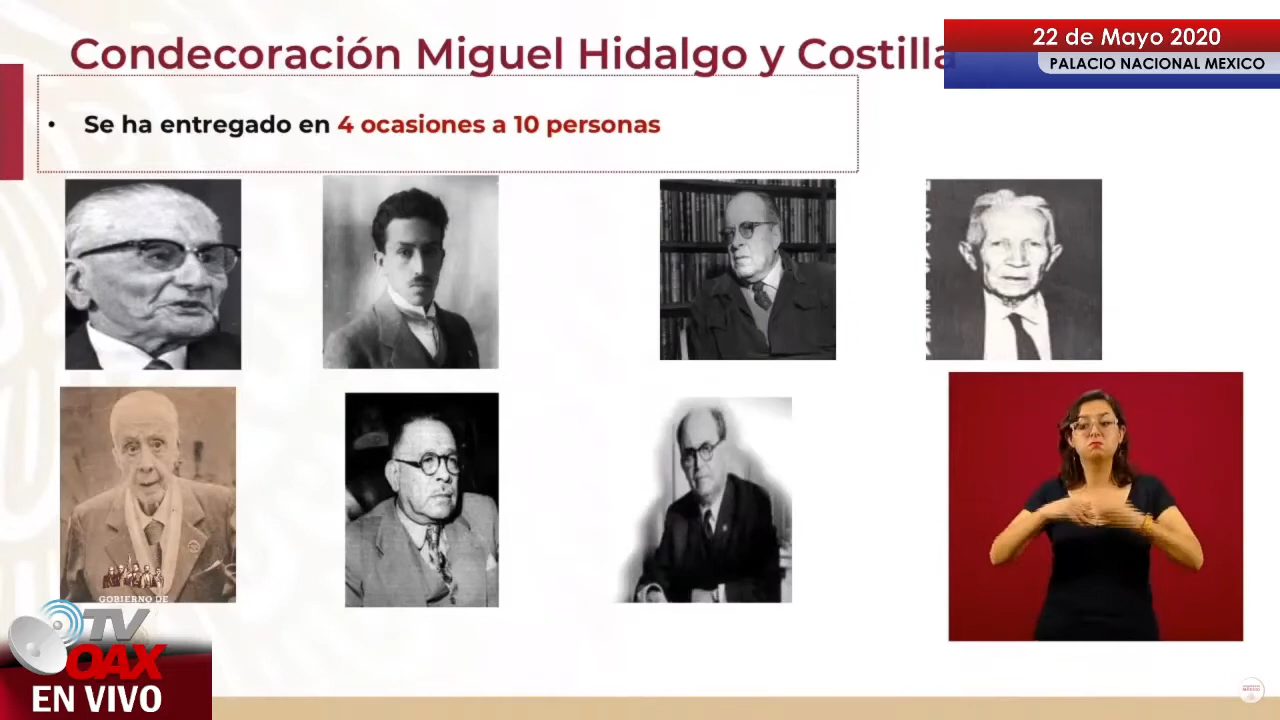 Condecoración Miguel Hidalgo y Costilla
22 de Mayo 2020
PALACIO NACIONAL MEXICO
• Se ha entregado en 4 ocasiones a 10 personas
GOBIERNO DE
TV
OAX
EN VIVO